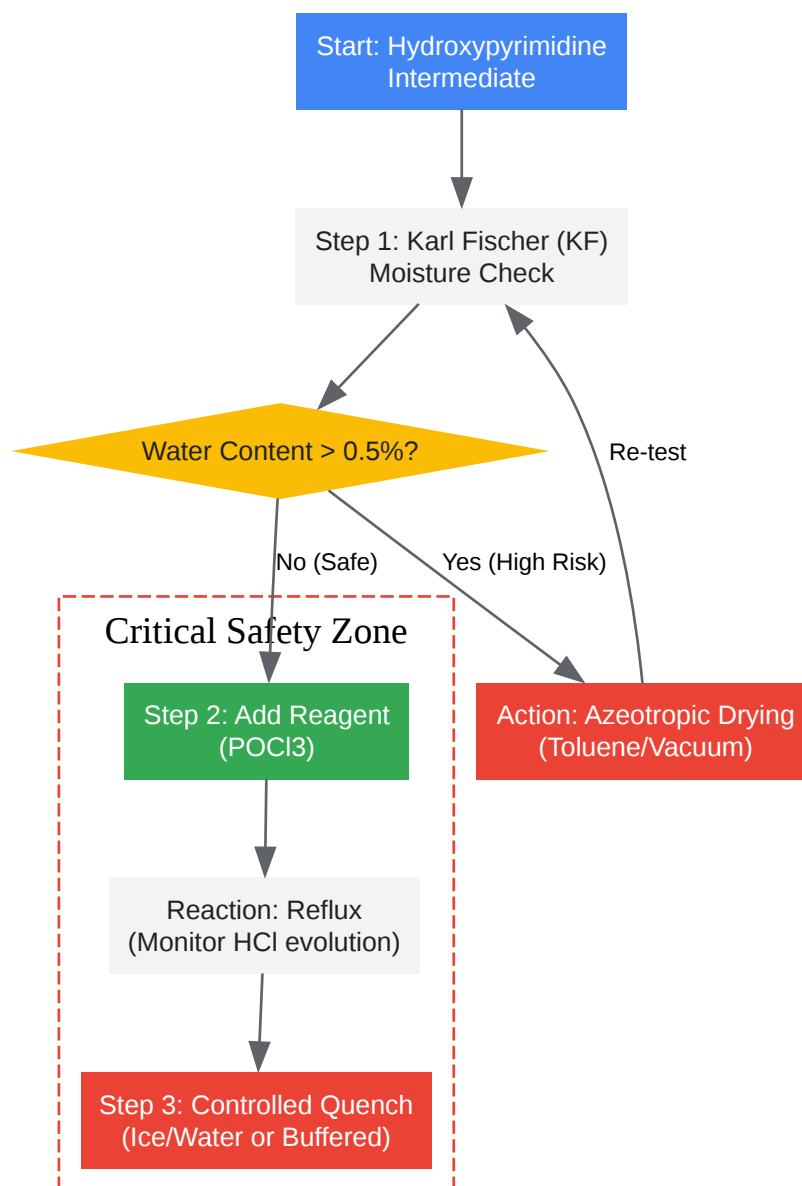 Start: Hydroxypyrimidine
Intermediate
Step 1: Karl Fischer (KF)
Moisture Check
Water Content > 0.5%?
Re-test
No (Safe)
Yes (High Risk)
Critical Safety Zone
Step 2: Add Reagent
(POCl3)
Action: Azeotropic Drying
(Toluene/Vacuum)
Reaction: Reflux
(Monitor HCl evolution)
Step 3: Controlled Quench
(Ice/Water or Buffered)